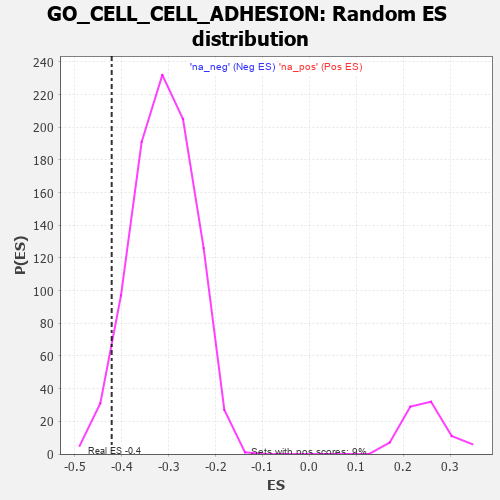 GO_CELL_CELL_ADHESION: Random ES
distribution
'na_neg' (Neg ES) 'na_pos' (Pos ES)
240
220
200
180
160
140
120
100
80
60
40
20
0
P(ES)
Real ES -0.4
Sets with pos scores: 9%
-0.5 -0.4 -0.3 -0.2 -0.1 0.0 0.1 0.2 0.3
ES